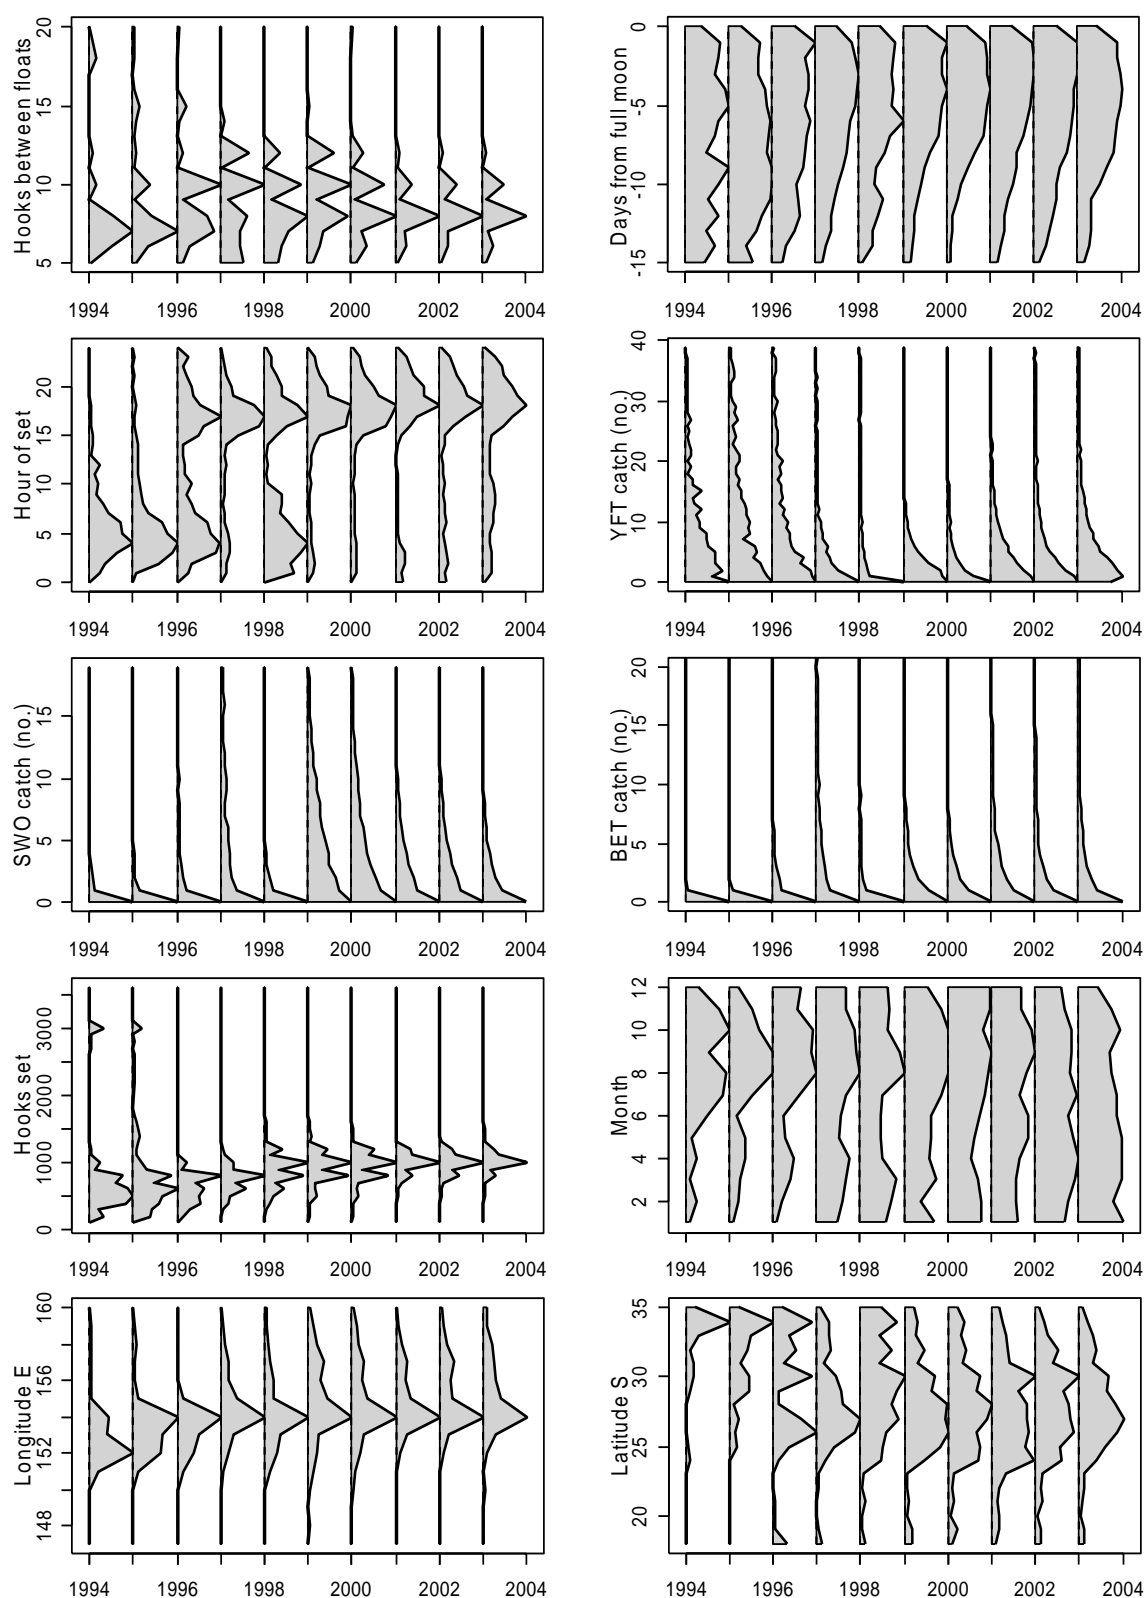 Hooks between floats
5 10 15 20
1994 1996 1998 2000 2002 2004
Days from full moon
-15 -10 -5 0
1994 1996 1998 2000 2002 2004
Hour of set
0 5 10 15 20
1994 1996 1998 2000 2002 2004
YFT catch (no.)
0 10 20 30 40
1994 1996 1998 2000 2002 2004
SWO catch (no.)
0 5 10 15
1994 1996 1998 2000 2002 2004
BET catch (no.)
0 5 10 15 20
1994 1996 1998 2000 2002 2004
Hooks set
0 1000 2000 3000
1994 1996 1998 2000 2002 2004
Month
2 4 6 8 10 12
1994 1996 1998 2000 2002 2004
Longitude E
148 152 156 160
1994 1996 1998 2000 2002 2004
Latitude S
20 25 30 35
1994 1996 1998 2000 2002 2004